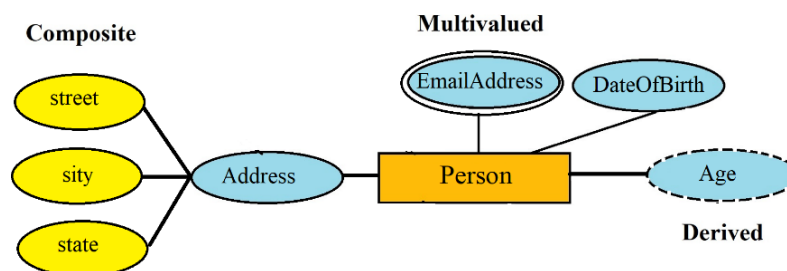 Composite
Multivalued
street
EmailAddress
DateOfBirth
sity
Address
Person
Age
state
Derived